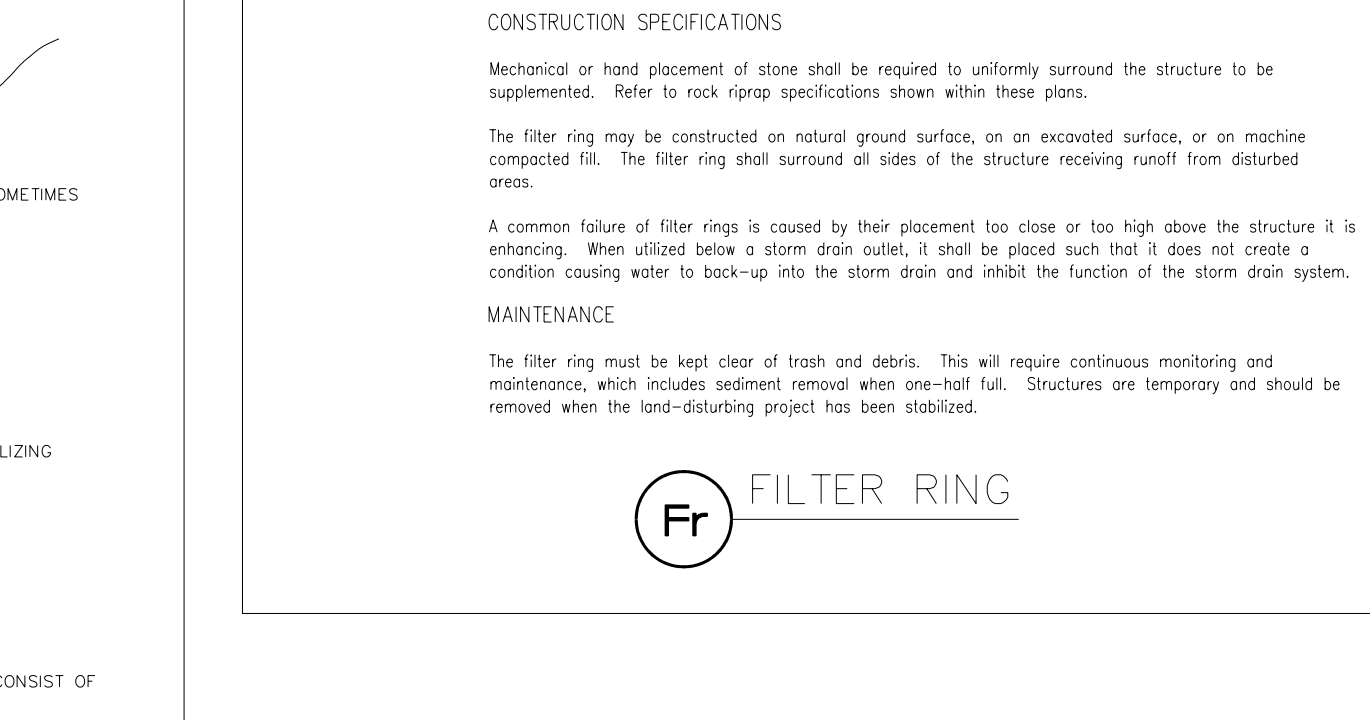 CONSTRUCTION SPECIFICATIONS
Mechanical or hand placement of stone shall be required to uniformly surround the structure to be
supplemented. Refer to rock riprap specifications shown within these plans.
The filter ring may be constructed on natural ground surface, on an excavated surface, or on machine
compacted fill. The filter ring shall surround all sides of the structure receiving runoff from disturbed
areas.
A common failure of filter rings is caused by their placement too close or too high above the structure it is
enhancing. When utilized below a storm drain outlet, it shall be placed such that it does not create a
condition causing water to back-up into the storm drain and inhibit the function of the storm drain system.
MAINTENANCE
The filter ring must be kept clear of trash and debris. This will require continuous monitoring and
maintenance, which includes sediment removal when one-half full. Structures are temporary and should be
removed when the land-disturbing project has been stabilized.
Fr FILTER RING
OMETIMES
LIZING
CONSIST OF